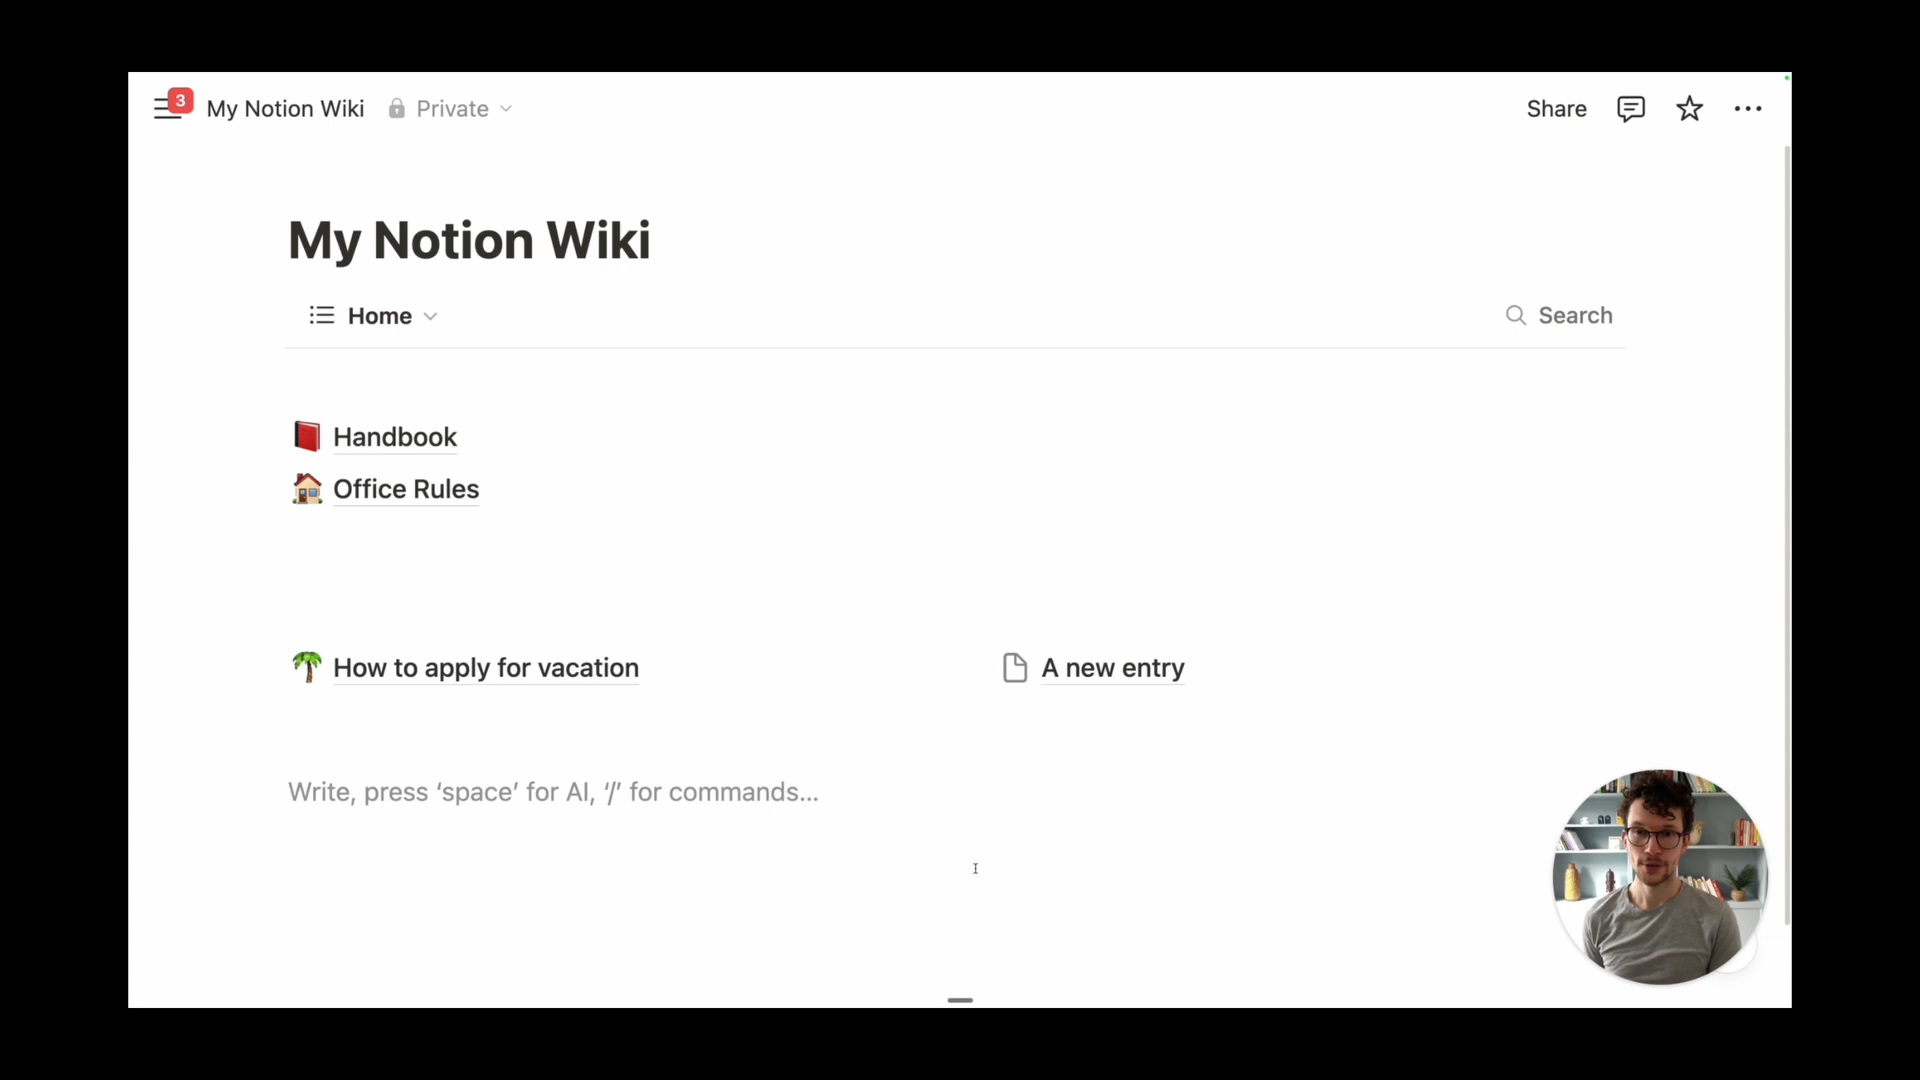 3
My Notion Wiki
Private
Share
My Notion Wiki
Home
Search
Handbook
Office Rules
How to apply for vacation
A new entry
Write, press ‘space’ for AI, ‘/’ for commands...